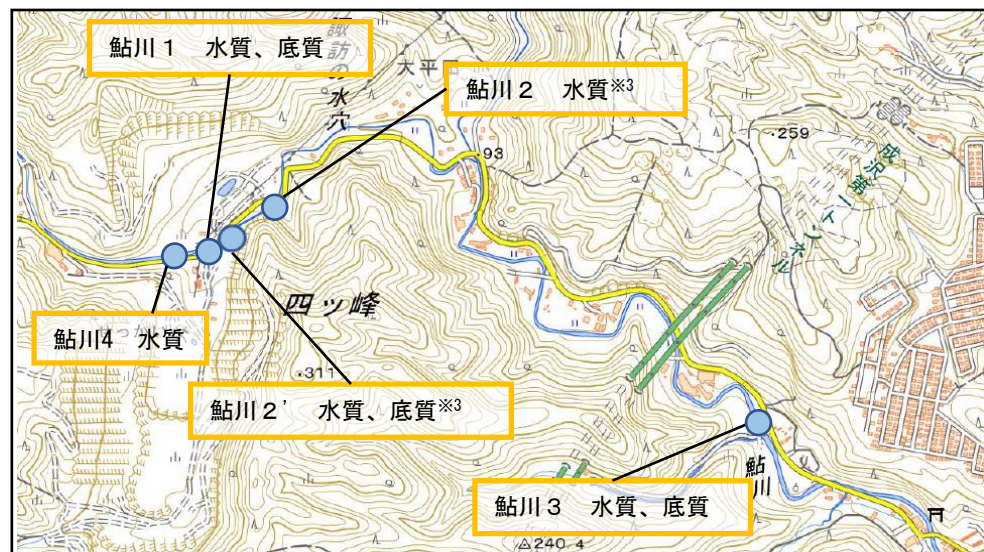 鮎川１　水質、底質
諏訪の水穴
大平田
鮎川２　水質※3
93
・259
成沢第一トンネル
四ッ峰
鮎川4　水質
・311
鮎川２’　水質、底質※3
鮎川３　水質、底質
鮎川
△240.4